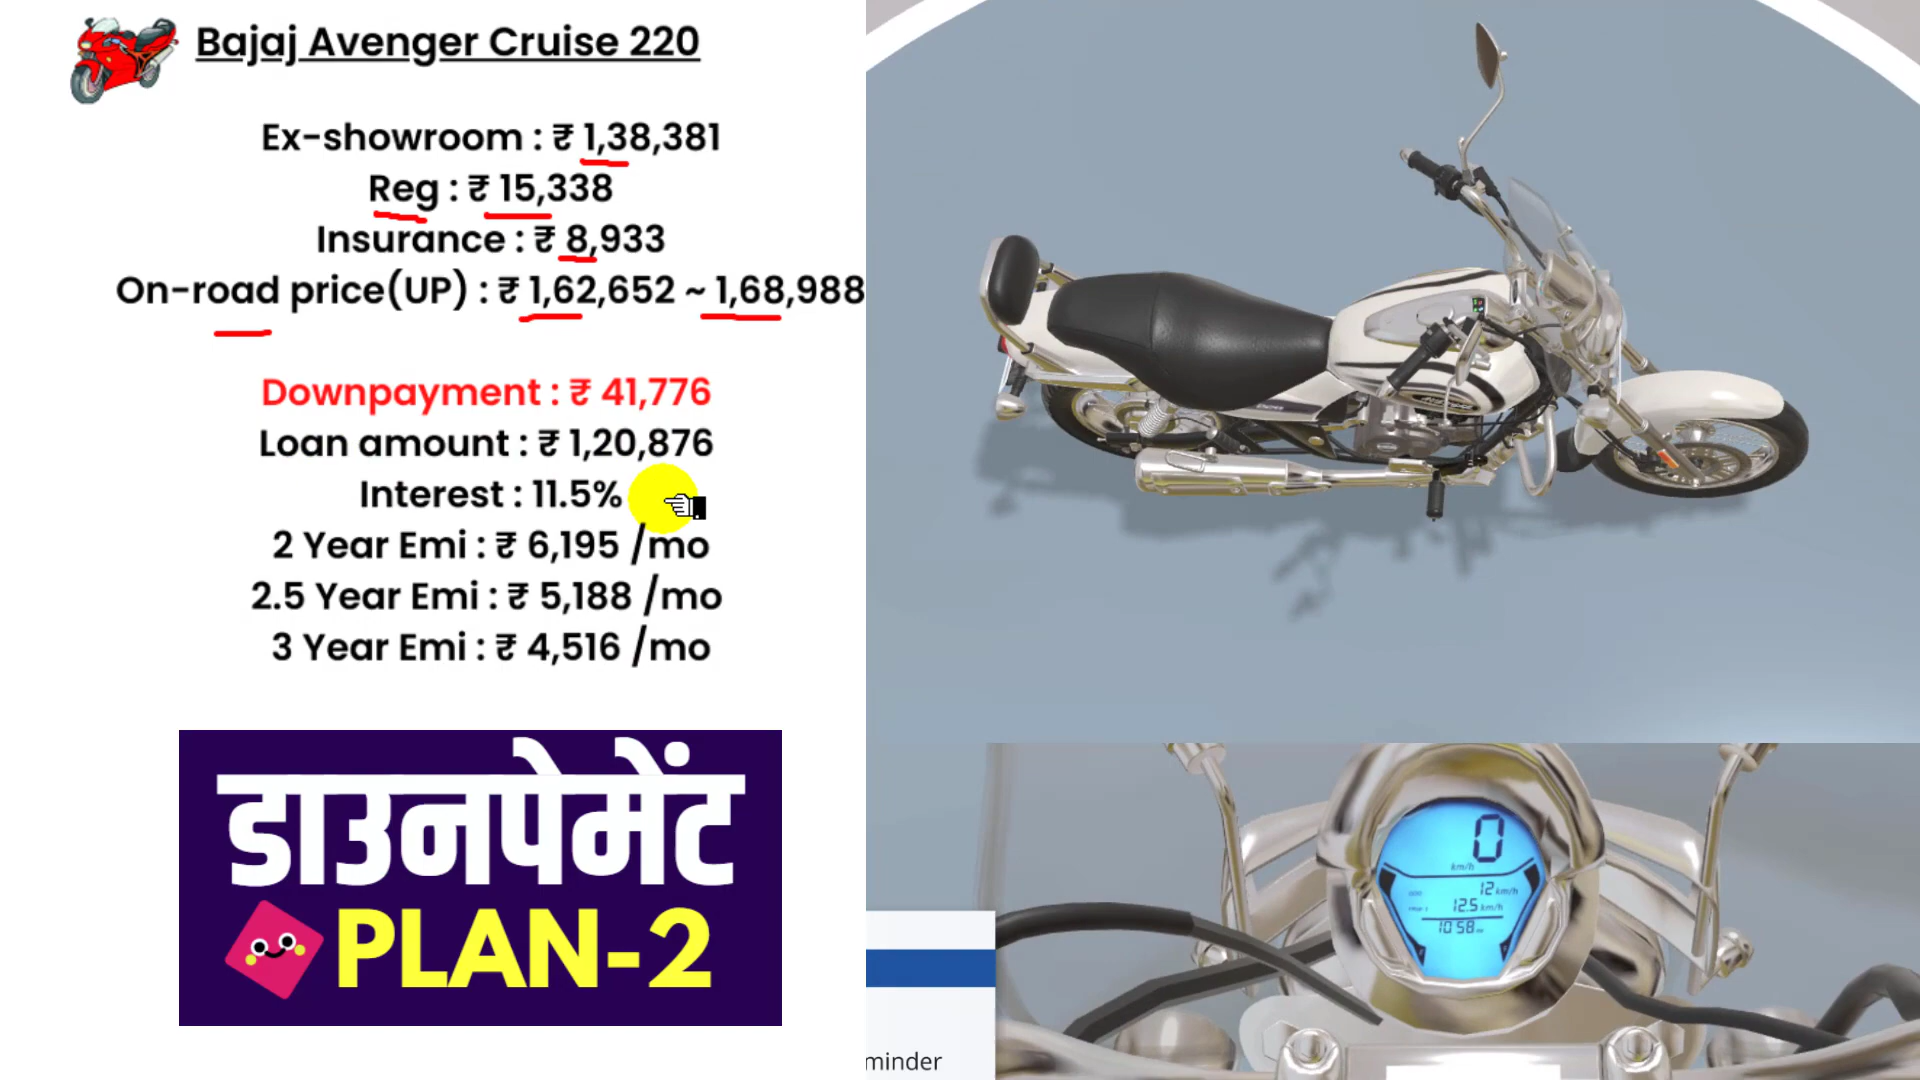 Bajaj Avenger Cruise 220
Ex-showroom : ₹ 1,38,381
Reg : ₹ 15,338
Insurance : ₹ 8,933
On-road price(UP) : ₹ 1,62,652 ~ 1,68,988
Downpayment : ₹ 41,776
Loan amount : ₹ 1,20,876
Interest : 11.5%
2 Year Emi : ₹ 6,195 /mo
2.5 Year Emi : ₹ 5,188 /mo
3 Year Emi : ₹ 4,516 /mo
डाउनपेमेंट
PLAN-2
0
km/h
12 km/h
12.5 km/h
10 58
minder